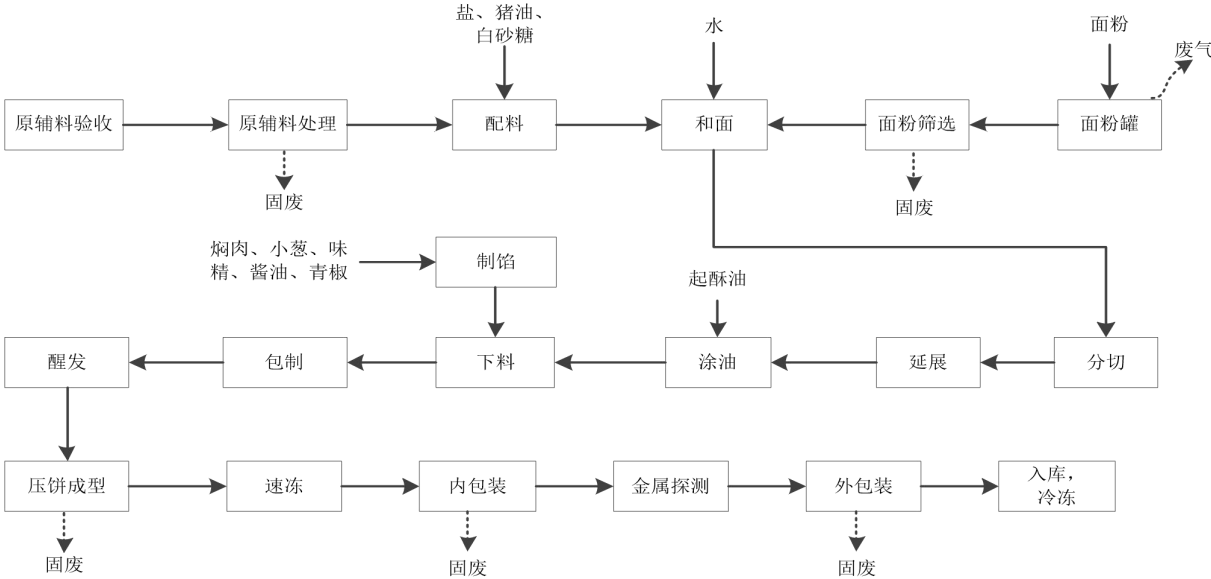 盐、猪油、
白砂糖
水
面粉
废气
原辅料验收
原辅料处理
配料
和面
面粉筛选
面粉罐
固废
固废
焖肉、小葱、味
精、酱油、青椒
制馅
起酥油
醒发
包制
下料
涂油
延展
分切
压饼成型
速冻
内包装
金属探测
外包装
入库，
冷冻
固废
固废
固废